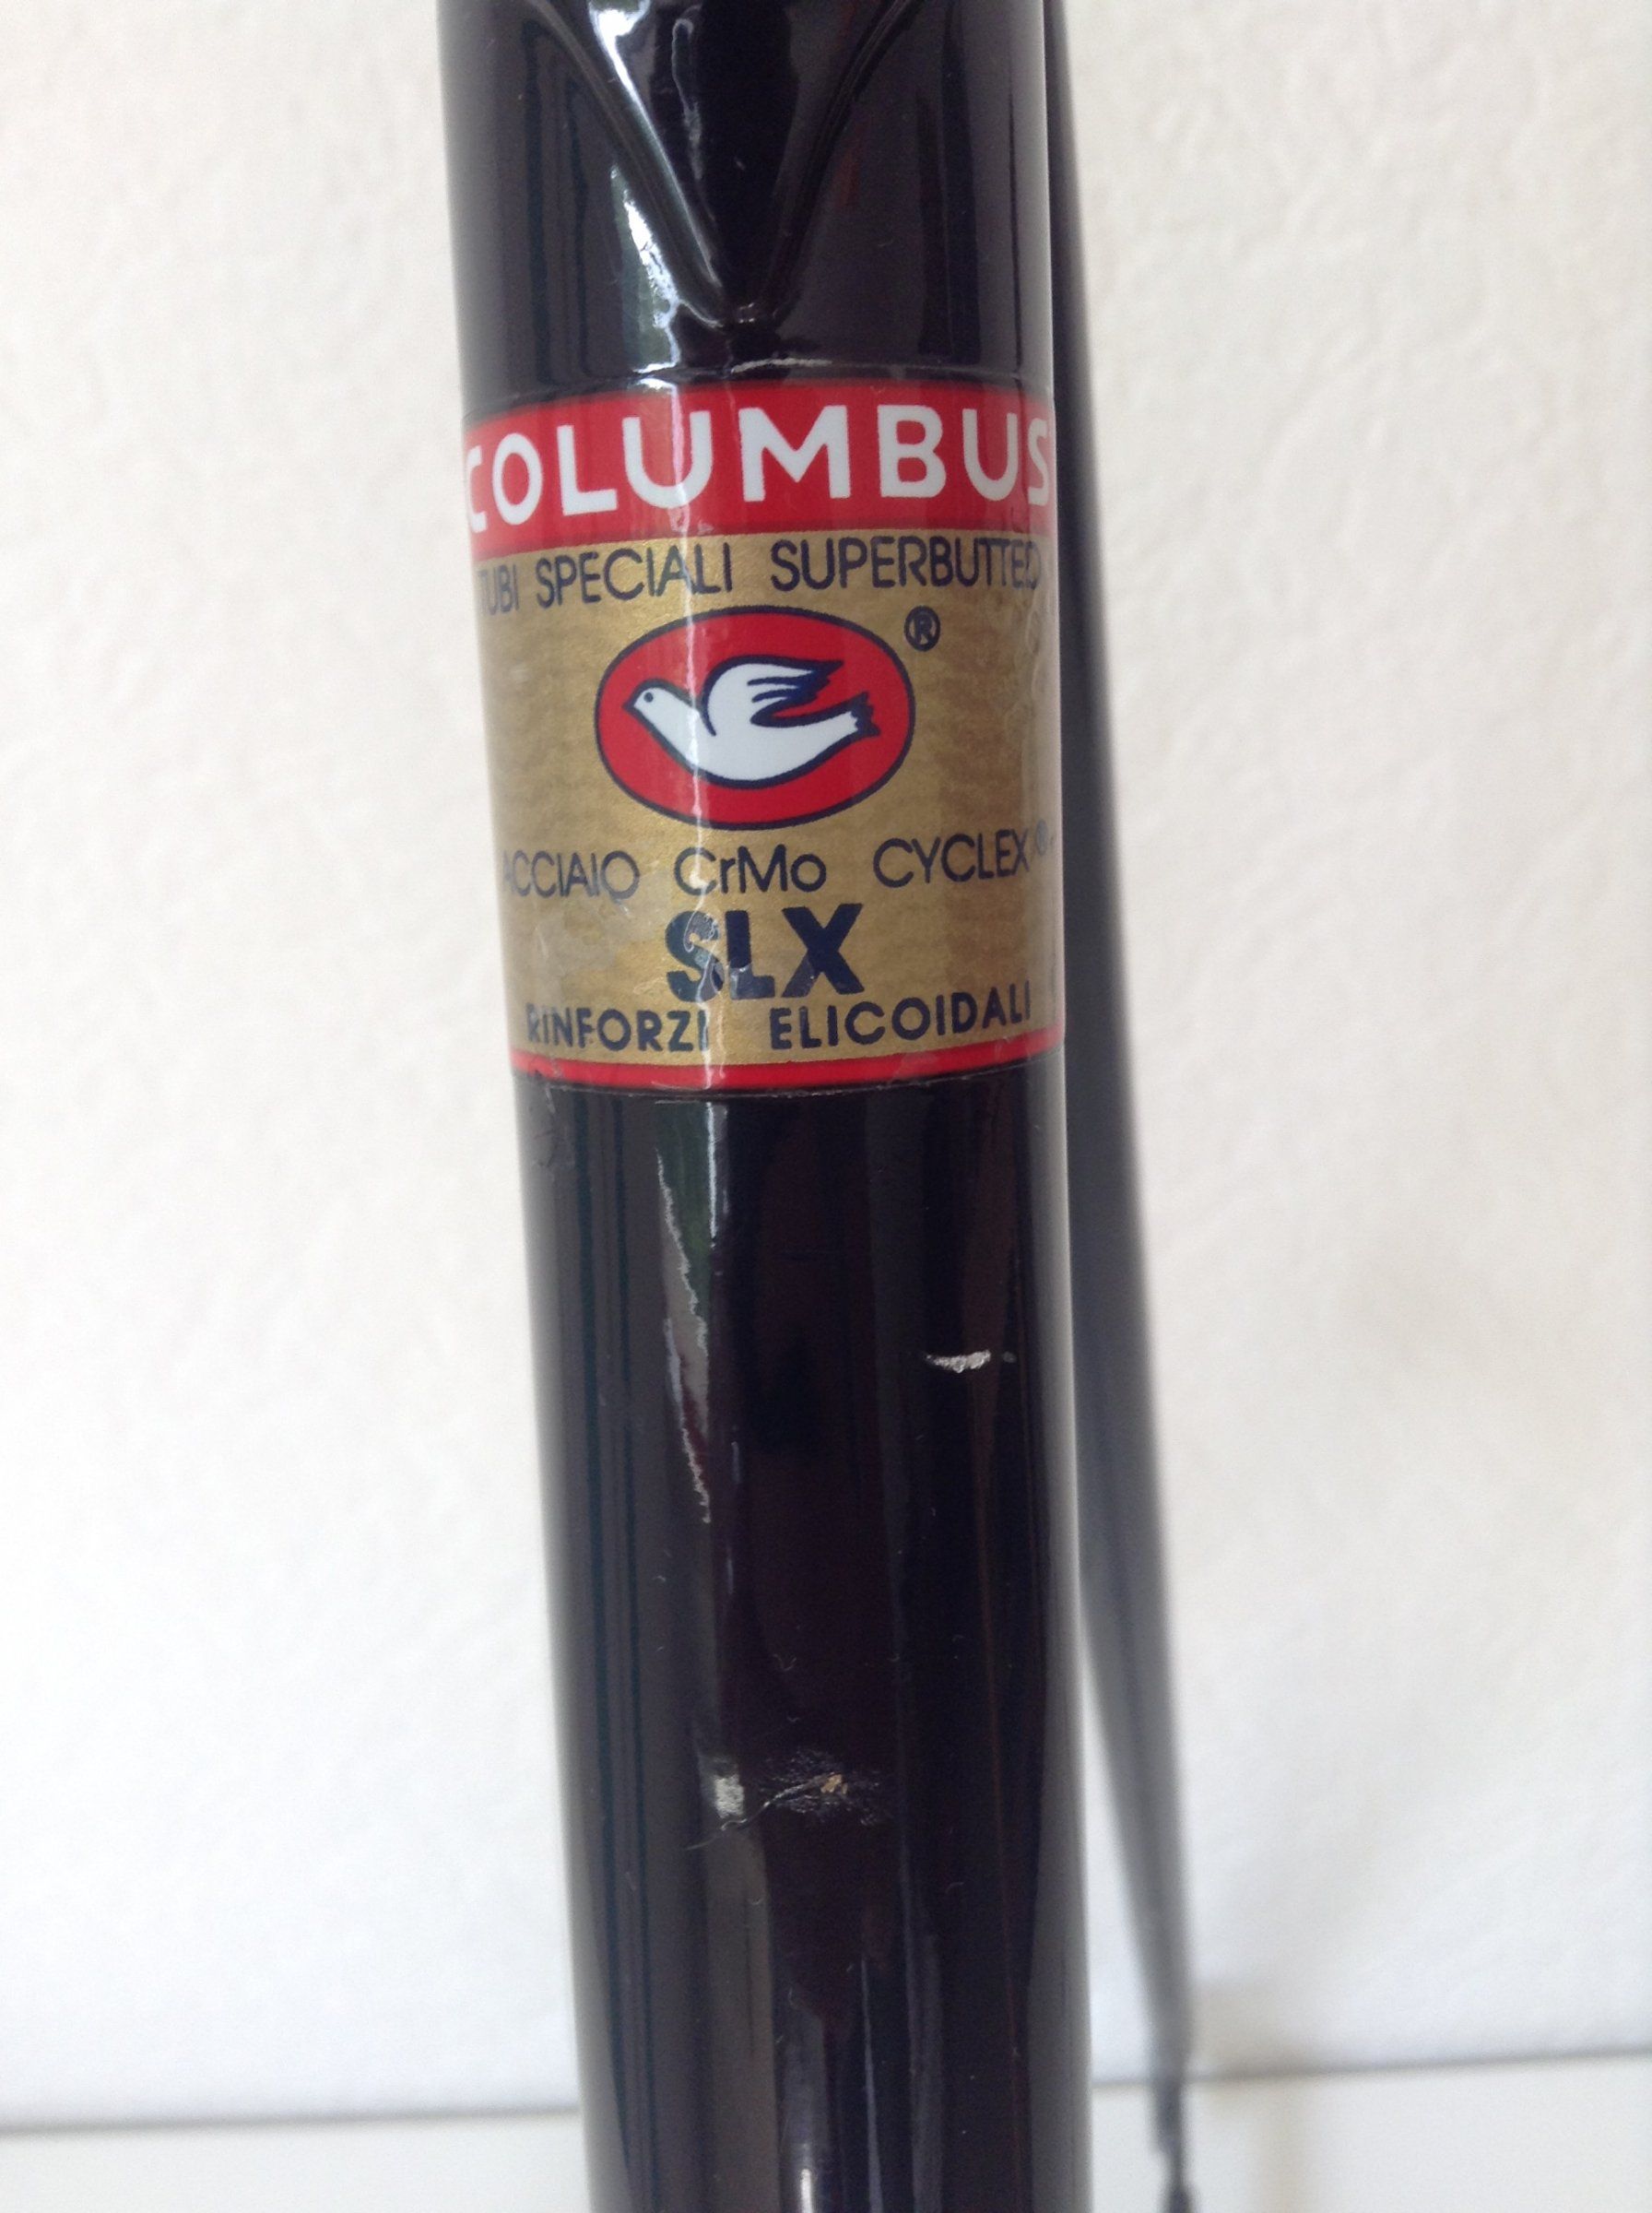 COLUMBUS
TUBI SPECIALI SUPERBUTTED
®
ACCIAIO CrMo CYCLEX®
SLX
RINFORZI ELICOIDALI